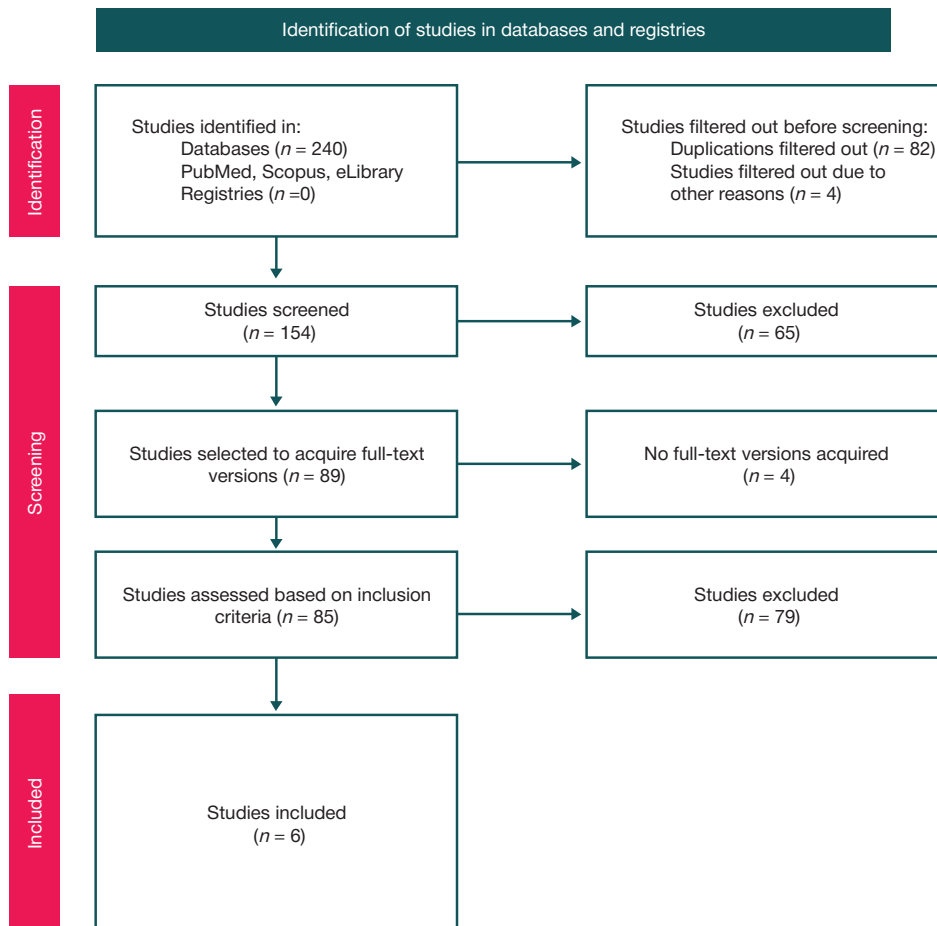 Identification of studies in databases and registries
Identification
Studies identified in:
Databases (n = 240)
PubMed, Scopus, eLibrary
Registries (n =0)
Studies filtered out before screening:
Duplications filtered out (n = 82)
Studies filtered out due to
other reasons (n = 4)
Screening
Studies screened
(n = 154)
Studies excluded
(n = 65)
Studies selected to acquire full-text
versions (n = 89)
No full-text versions acquired
(n = 4)
Studies assessed based on inclusion
criteria (n = 85)
Studies excluded
(n = 79)
Included
Studies included
(n = 6)